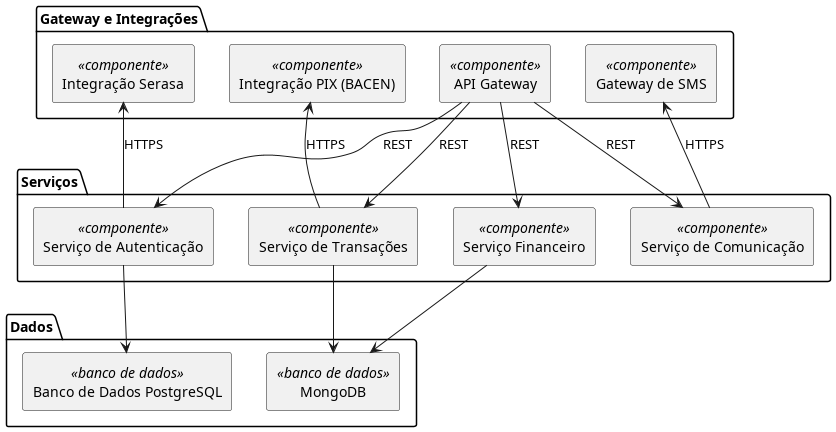 Gateway e Integrações
«componente»
Integração Serasa
«componente»
Integração PIX (BACEN)
«componente»
API Gateway
«componente»
Gateway de SMS
HTTPS
HTTPS
REST
REST
REST
REST
HTTPS
Serviços
«componente»
Serviço de Autenticação
«componente»
Serviço de Transações
«componente»
Serviço Financeiro
«componente»
Serviço de Comunicação
Dados
«banco de dados»
Banco de Dados PostgreSQL
«banco de dados»
MongoDB